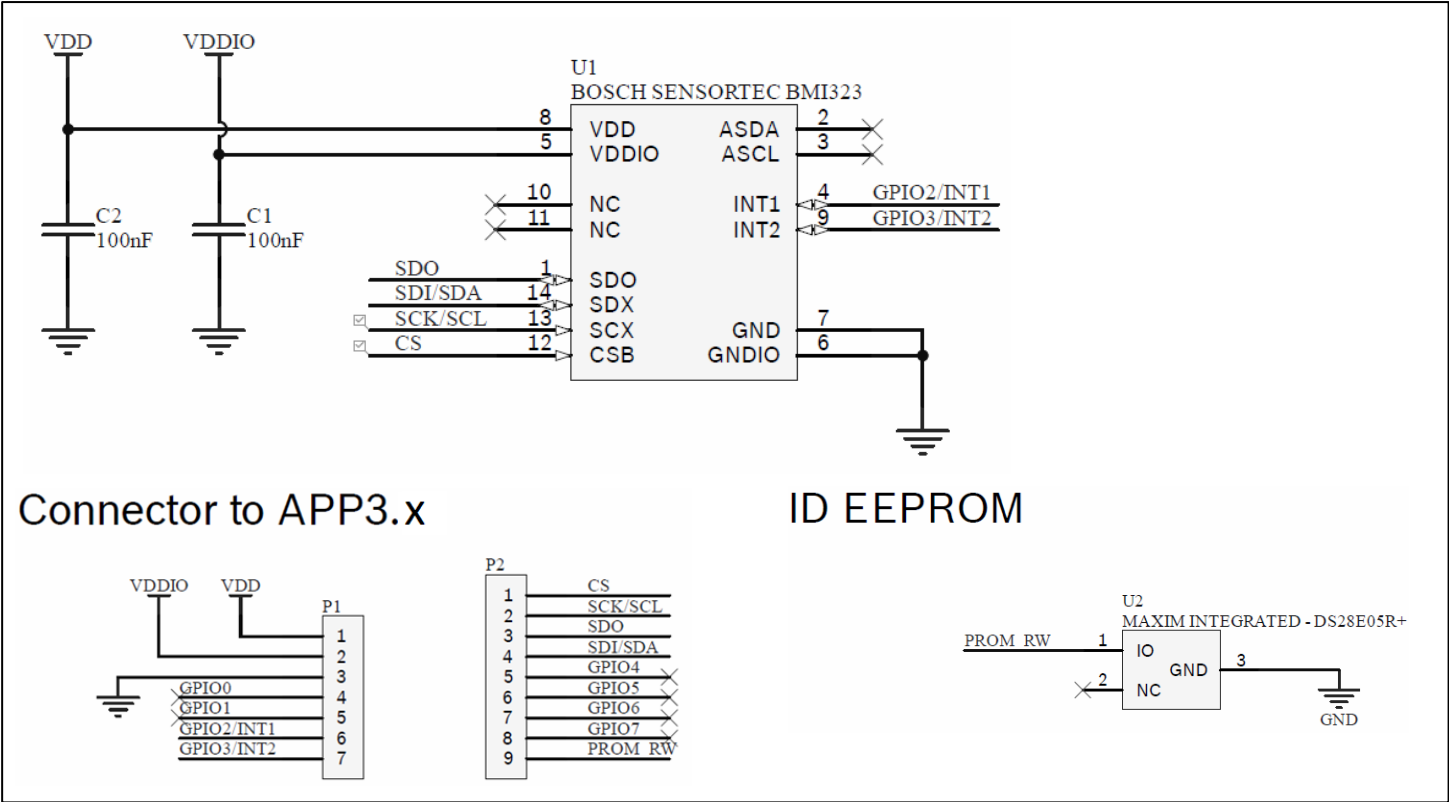 VDD
VDDIO
U1
BOSCH SENSORTEC BMI323
8
VDD
ASDA
2
5
VDDIO
ASCL
3
10
NC
INT1
4
GPIO2/INT1
11
NC
INT2
9
GPIO3/INT2
C2
100nF
C1
100nF
SDO
1
SDO
SDI/SDA
14
SDX
SCK/SCL
13
SCX
GND
7
CS
12
CSB
GNDIO
6
Connector to APP3.x
ID EEPROM
VDDIO
VDD
P1
1
2
3
GPIO0
4
GPIO1
5
GPIO2/INT1
6
GPIO3/INT2
7
P2
1
CS
2
SCK/SCL
3
SDO
4
SDI/SDA
5
GPIO4
6
GPIO5
7
GPIO6
8
GPIO7
9
PROM_RW
U2
MAXIM INTEGRATED - DS28E05R+
PROM_RW
1
IO
GND
3
2
NC
GND